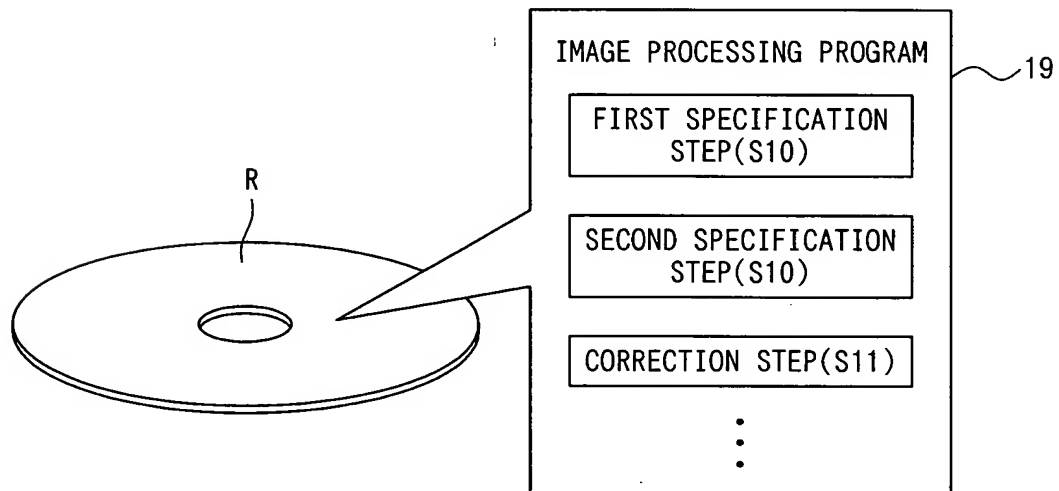 IMAGE PROCESSING PROGRAM
19
FIRST SPECIFICATION
STEP(S10)
R
SECOND SPECIFICATION
STEP(S10)
CORRECTION STEP(S11)